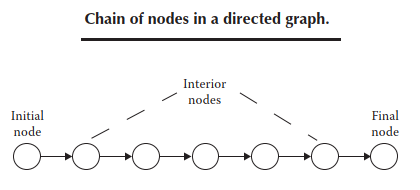 Chain of nodes in a directed graph.
Interior
nodes
Initial
node
Final
node